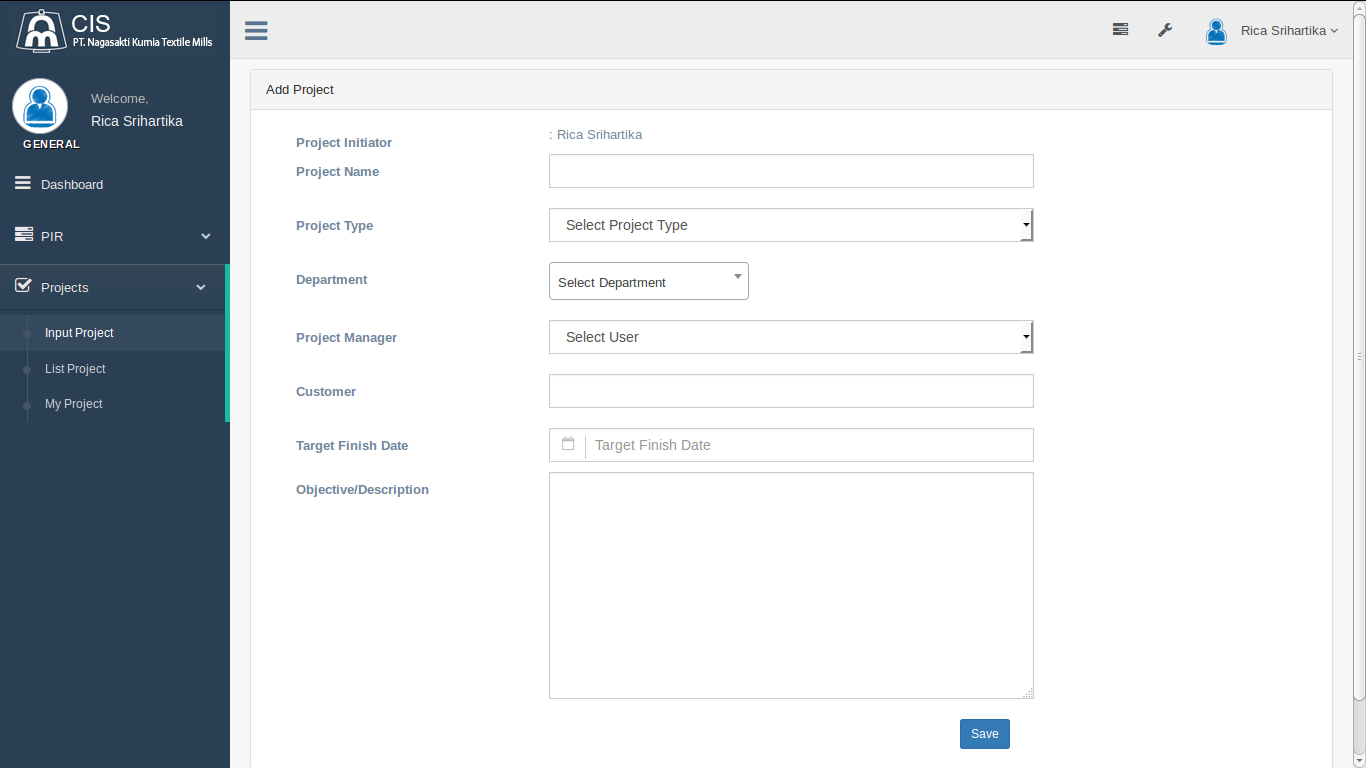 CIS
PT. Nagasakti Kurnia Textile Mills
Rica Srihartika
Welcome,
Rica Srihartika
GENERAL
Dashboard
PIR
Projects
Input Project
List Project
My Project
Add Project
Project Initiator : Rica Srihartika
Project Name
Project Type Select Project Type
Department Select Department
Project Manager Select User
Customer
Target Finish Date Target Finish Date
Objective/Description
Save